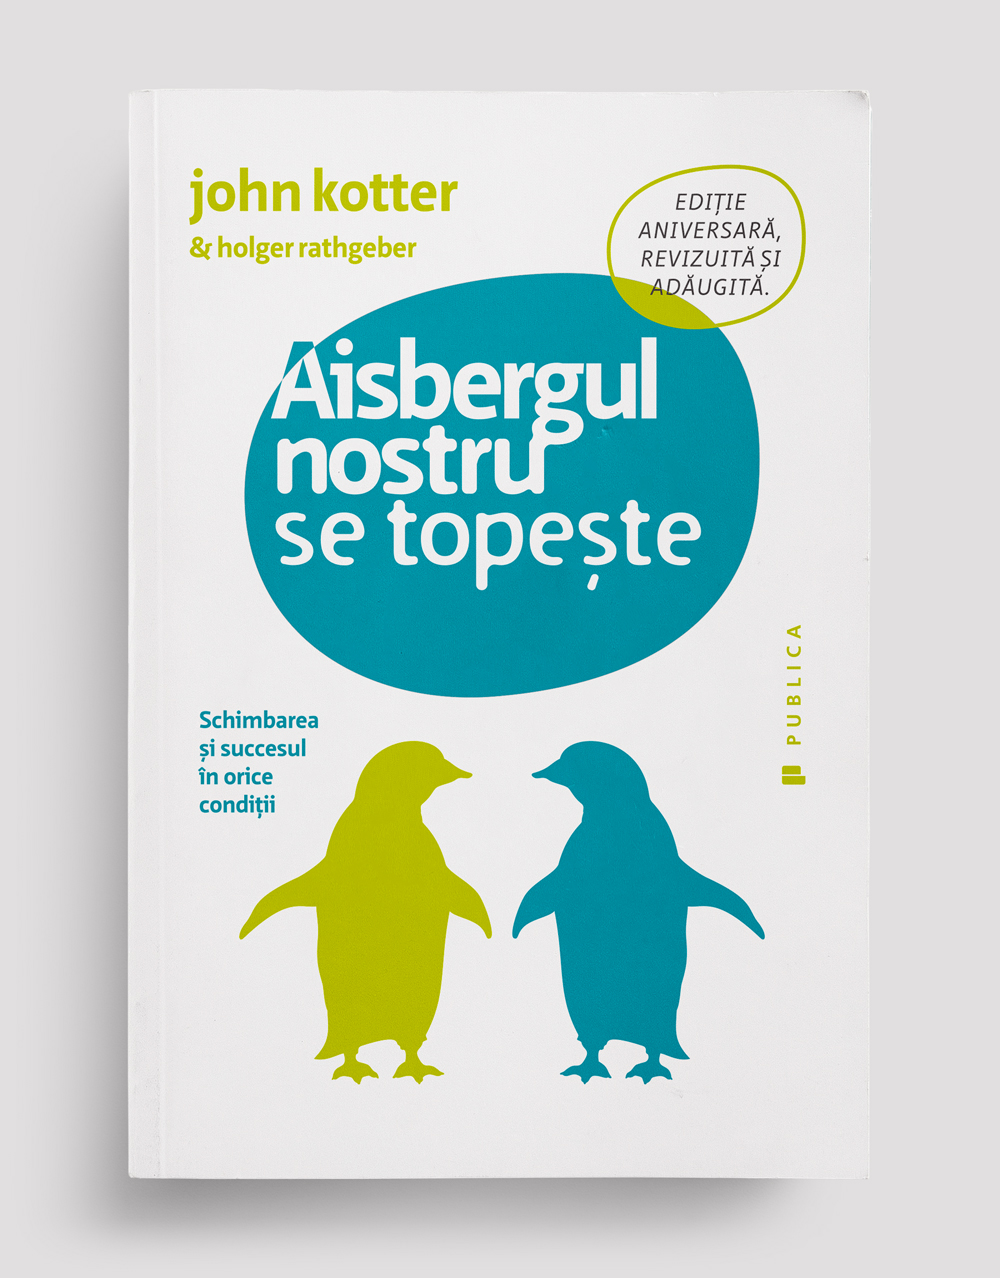 john kotter
& holger rathgeber
EDIȚIE
ANIVERSARĂ,
REVIZUITĂ ȘI
ADĂUGITĂ.
Aisbergul
nostru
se topește
Schimbarea
și succesul
în orice
condiții
PUBLICA